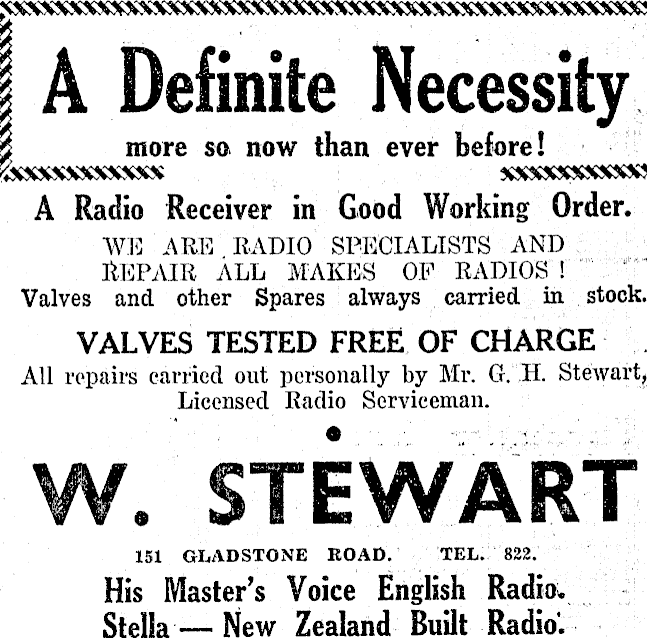 A Definite Necessity
more so now than ever before!
A Radio Receiver in Good Working Order.
WE ARE RADIO SPECIALISTS AND
REPAIR ALL MAKES OF RADIOS!
Valves and other Spares always carried in stock.
VALVES TESTED FREE OF CHARGE
All repairs carried out personally by Mr. G. H. Stewart,
Licensed Radio Serviceman.
W. STEWART
151 GLADSTONE ROAD. TEL. 822.
His Master's Voice English Radio.
Stella — New Zealand Built Radio.